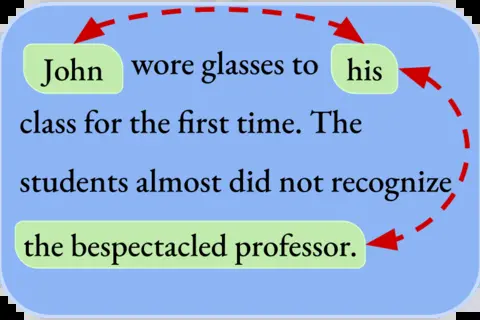 John wore glasses to his
class for the first time. The
students almost did not recognize
the bespectacled professor.